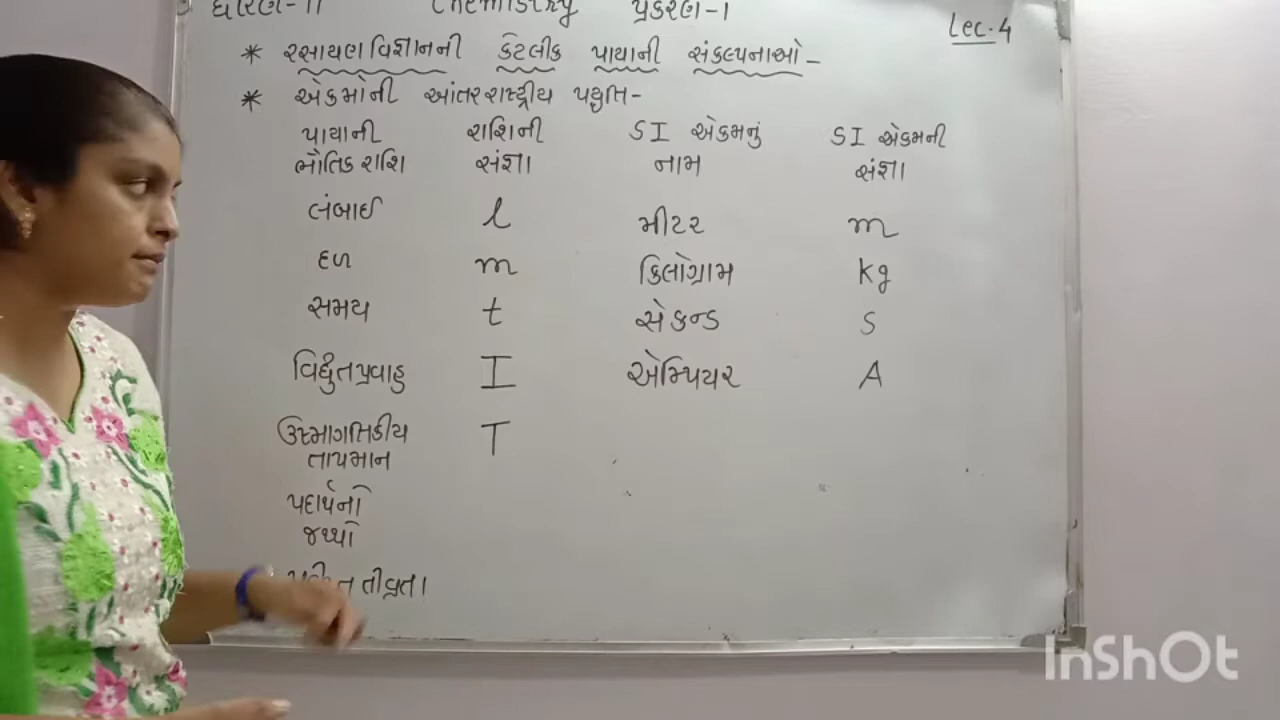 ધોરણ-11 Chemistry પ્રકરણ-1
Lec.4
* રસાયણ વિજ્ઞાનની કેટલીક પાયાની સંકલ્પનાઓ -
* એકમોની આંતરરાષ્ટ્રીય પદ્ધતિ -
પાયાની ભૌતિક રાશિ રાશિની સંજ્ઞા SI એકમનું નામ SI એકમની સંજ્ઞા
લંબાઈ l મીટર m
દળ m કિલોગ્રામ kg
સમય t સેકન્ડ s
વિદ્યુતપ્રવાહ I એમ્પિયર A
ઉષ્માગતિકીય T
તાપમાન
પદાર્થનો
જથ્થો
તીવ્રતા
InShOt